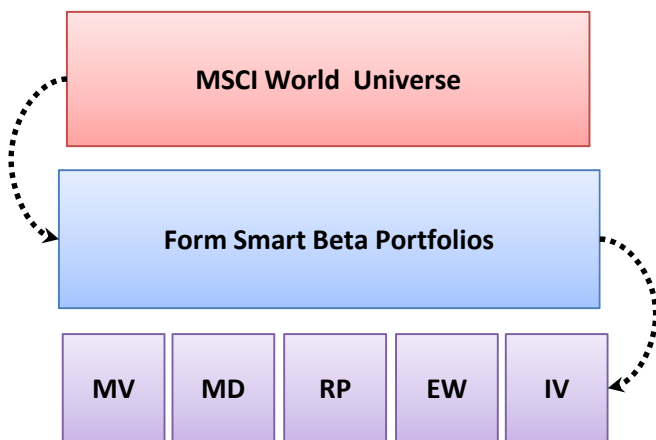 MSCI World  Universe
Form Smart Beta Portfolios
MV MD RP EW IV